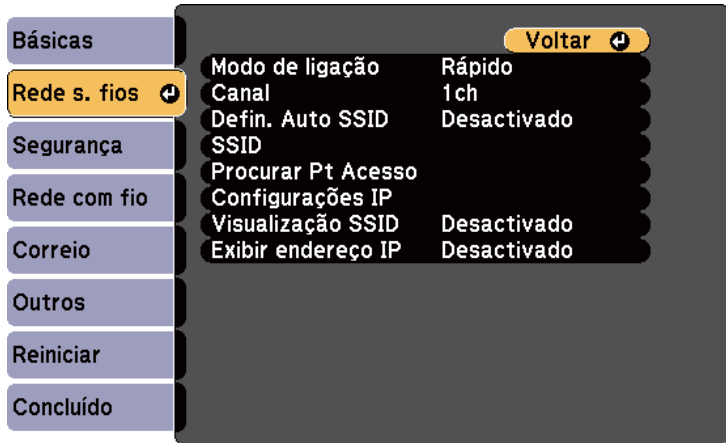 Básicas
Rede s. fios
Segurança
Rede com fio
Correio
Outros
Reiniciar
Concluído
Voltar
Modo de ligação Rápido
Canal 1ch
Defin. Auto SSID Desactivado
SSID
Procurar Pt Acesso
Configurações IP
Visualização SSID Desactivado
Exibir endereço IP Desactivado